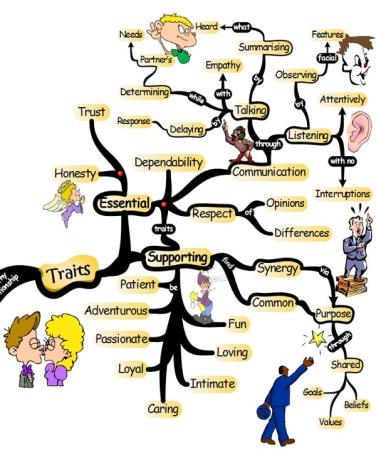 Needs
Heard
what
Features
Partner's
Summarising
facial
Empathy
Observing
Determining
while
with
by
Attentively
Trust
Talking
by
Response
Delaying
by
through
Listening
Dependability
with no
Honesty
Communication
Interruptions
Essential
Respect
of
Opinions
Differences
traits
Supporting
find
Synergy
via
Traits
Patient
be
Common
Purpose
Adventurous
Fun
through
Passionate
Loving
Shared
Loyal
Intimate
Goals
Beliefs
Caring
Values